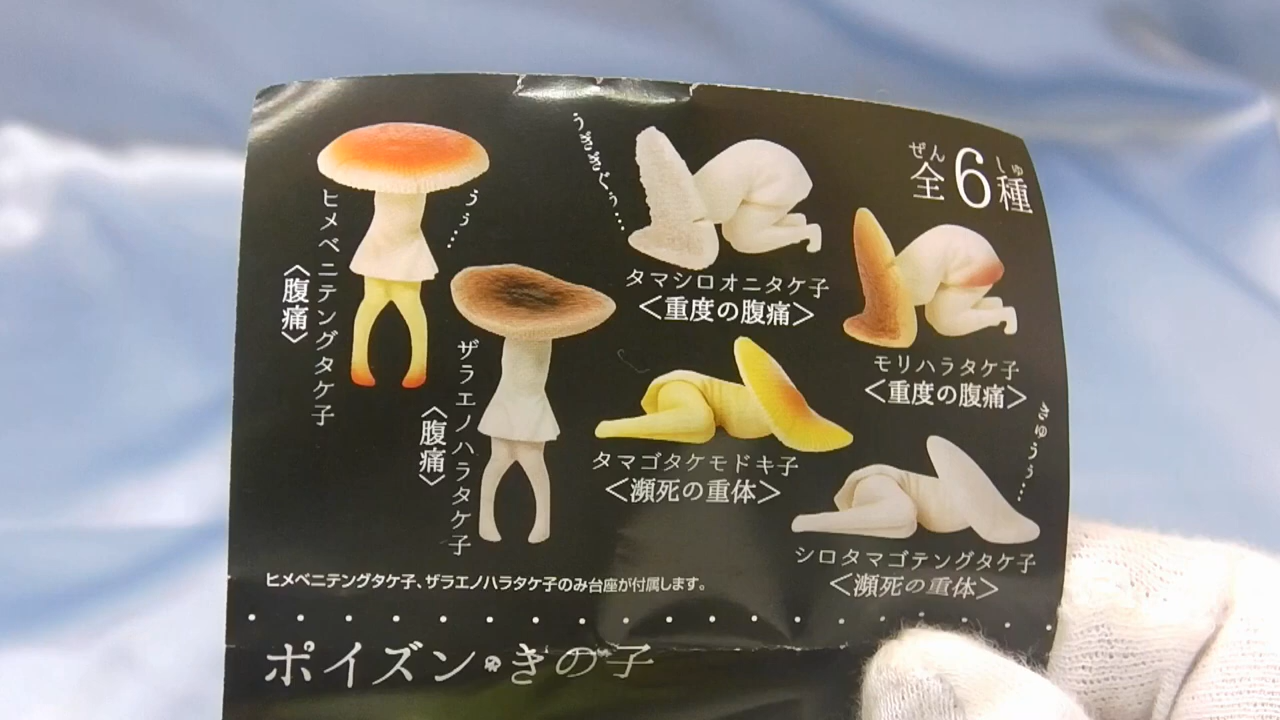 ぜん しゅ
全6種
うぅ…
ヒメベニテングタケ子
〈腹痛〉
うぎぎぐぅ…
タマシロオニタケ子
〈重度の腹痛〉
モリハラタケ子
〈重度の腹痛〉
ザラエノハラタケ子
〈腹痛〉
タマゴタケモドキ子
〈瀕死の重体〉
きゅうぅ…
シロタマゴテングタケ子
〈瀕死の重体〉
ヒメベニテングタケ子、ザラエノハラタケ子のみ台座が付属します。
ポイズン・きの子